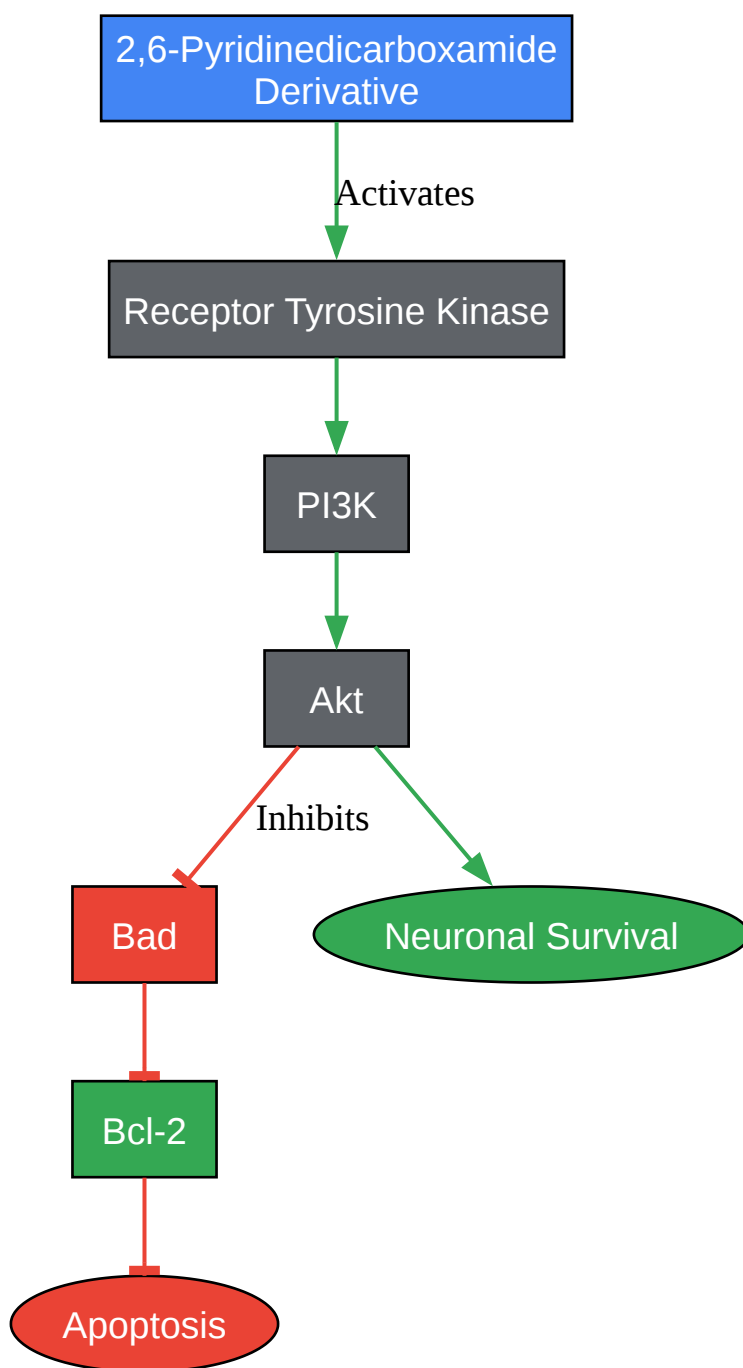 2,6-Pyridinedicarboxamide
Derivative
Activates
Receptor Tyrosine Kinase
PI3K
Akt
Inhibits
Bad
Neuronal Survival
Bcl-2
Apoptosis